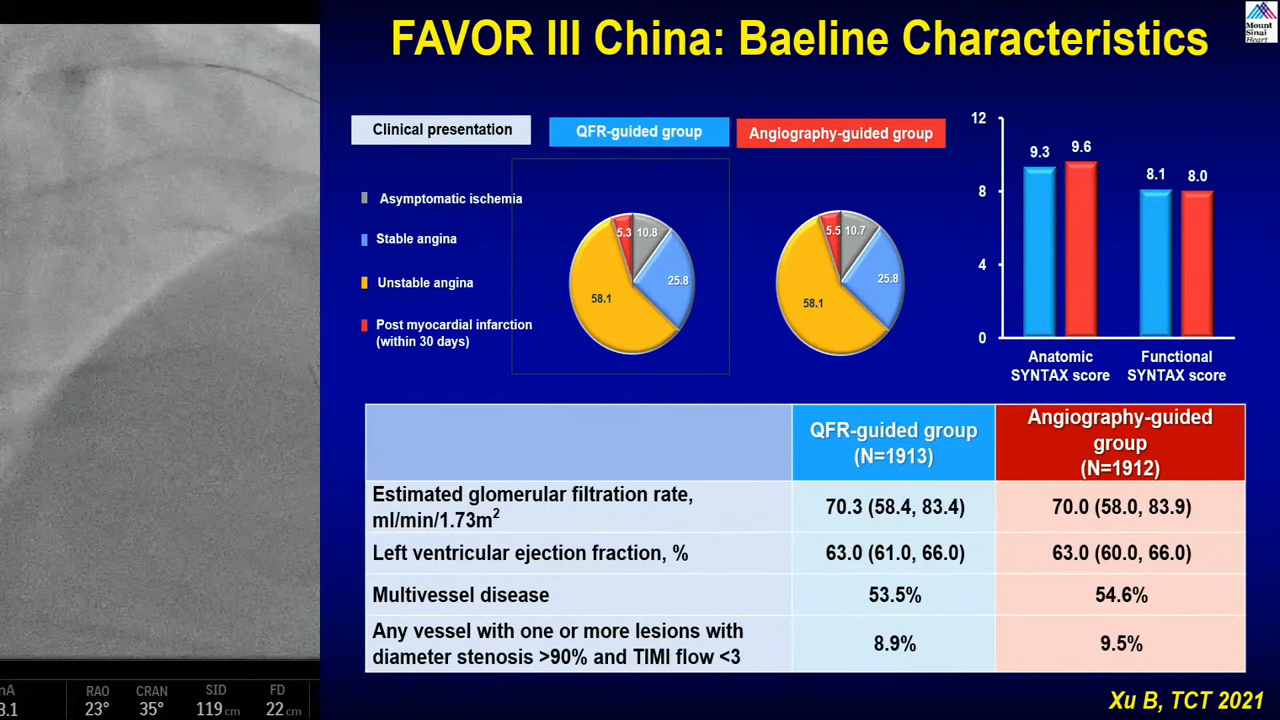 FAVOR III China: Baeline Characteristics
Mount
Sinai
Heart
Clinical presentation
QFR-guided group
Angiography-guided group
Asymptomatic ischemia
Stable angina
Unstable angina
Post myocardial infarction
(within 30 days)
5.3
10.8
25.8
58.1
5.5
10.7
25.8
58.1
12
8
4
0
9.3
9.6
8.1
8.0
Anatomic
SYNTAX score
Functional
SYNTAX score
QFR-guided group
(N=1913)
Angiography-guided
group
(N=1912)
Estimated glomerular filtration rate,
ml/min/1.73m²
70.3 (58.4, 83.4)
70.0 (58.0, 83.9)
Left ventricular ejection fraction, %
63.0 (61.0, 66.0)
63.0 (60.0, 66.0)
Multivessel disease
53.5%
54.6%
Any vessel with one or more lesions with
diameter stenosis >90% and TIMI flow <3
8.9%
9.5%
Xu B, TCT 2021
RAO
23°
CRAN
35°
SID
119 cm
FD
22 cm